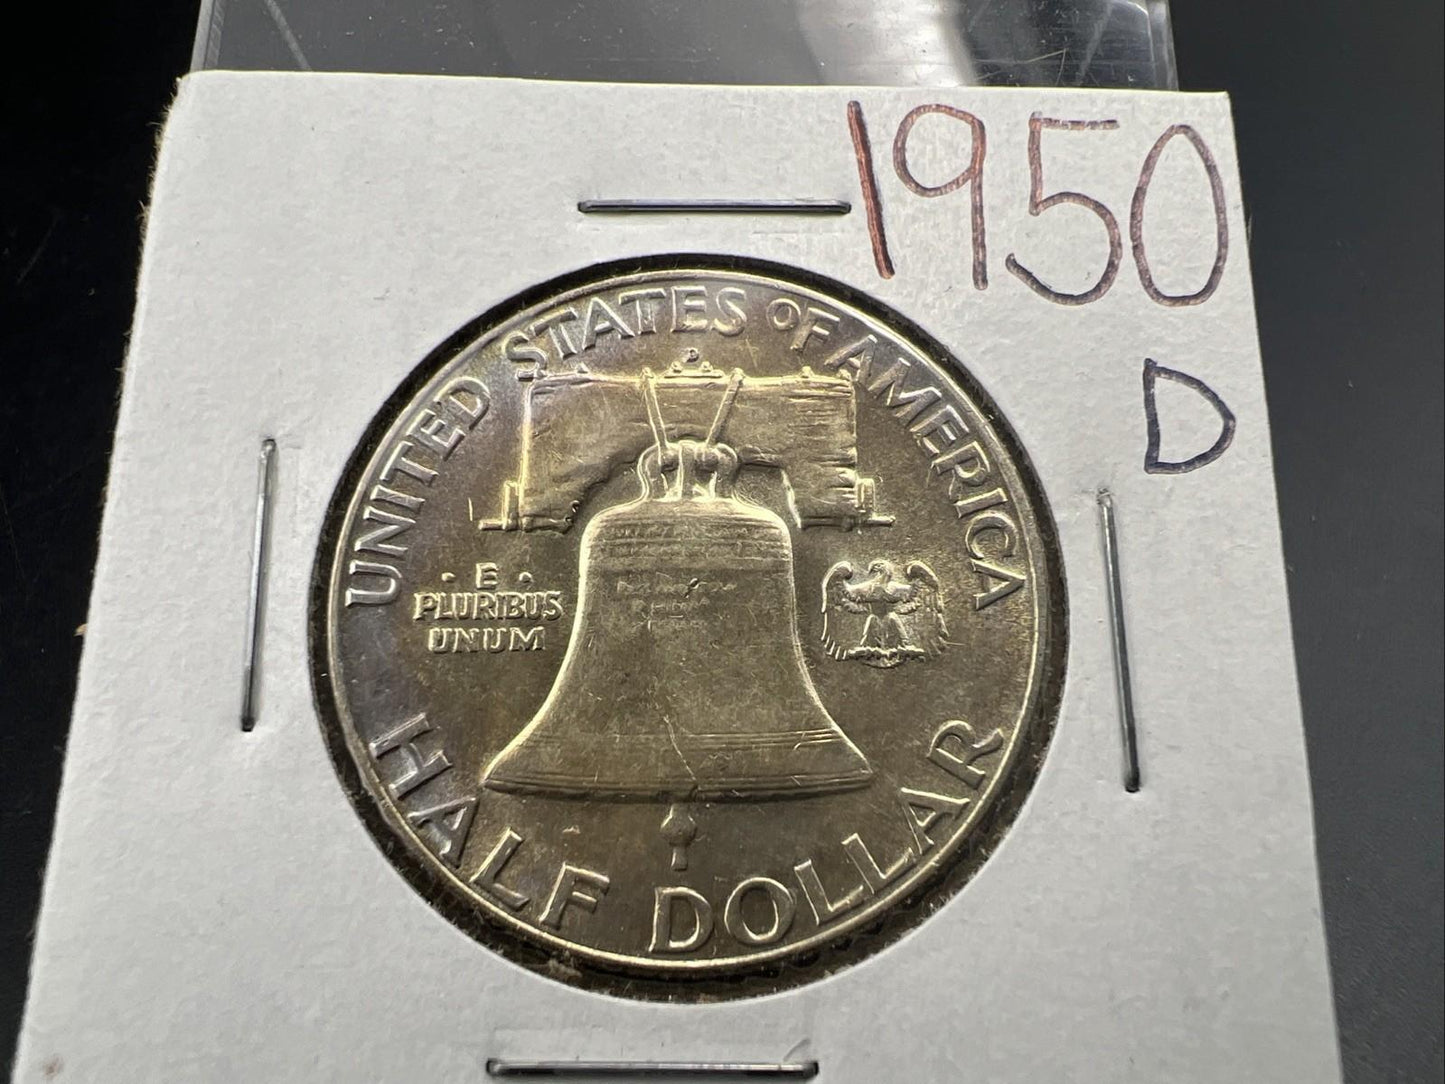 1950
D
UNITED STATES OF AMERICA
D
· E ·
PLURIBUS
UNUM
HALF DOLLAR